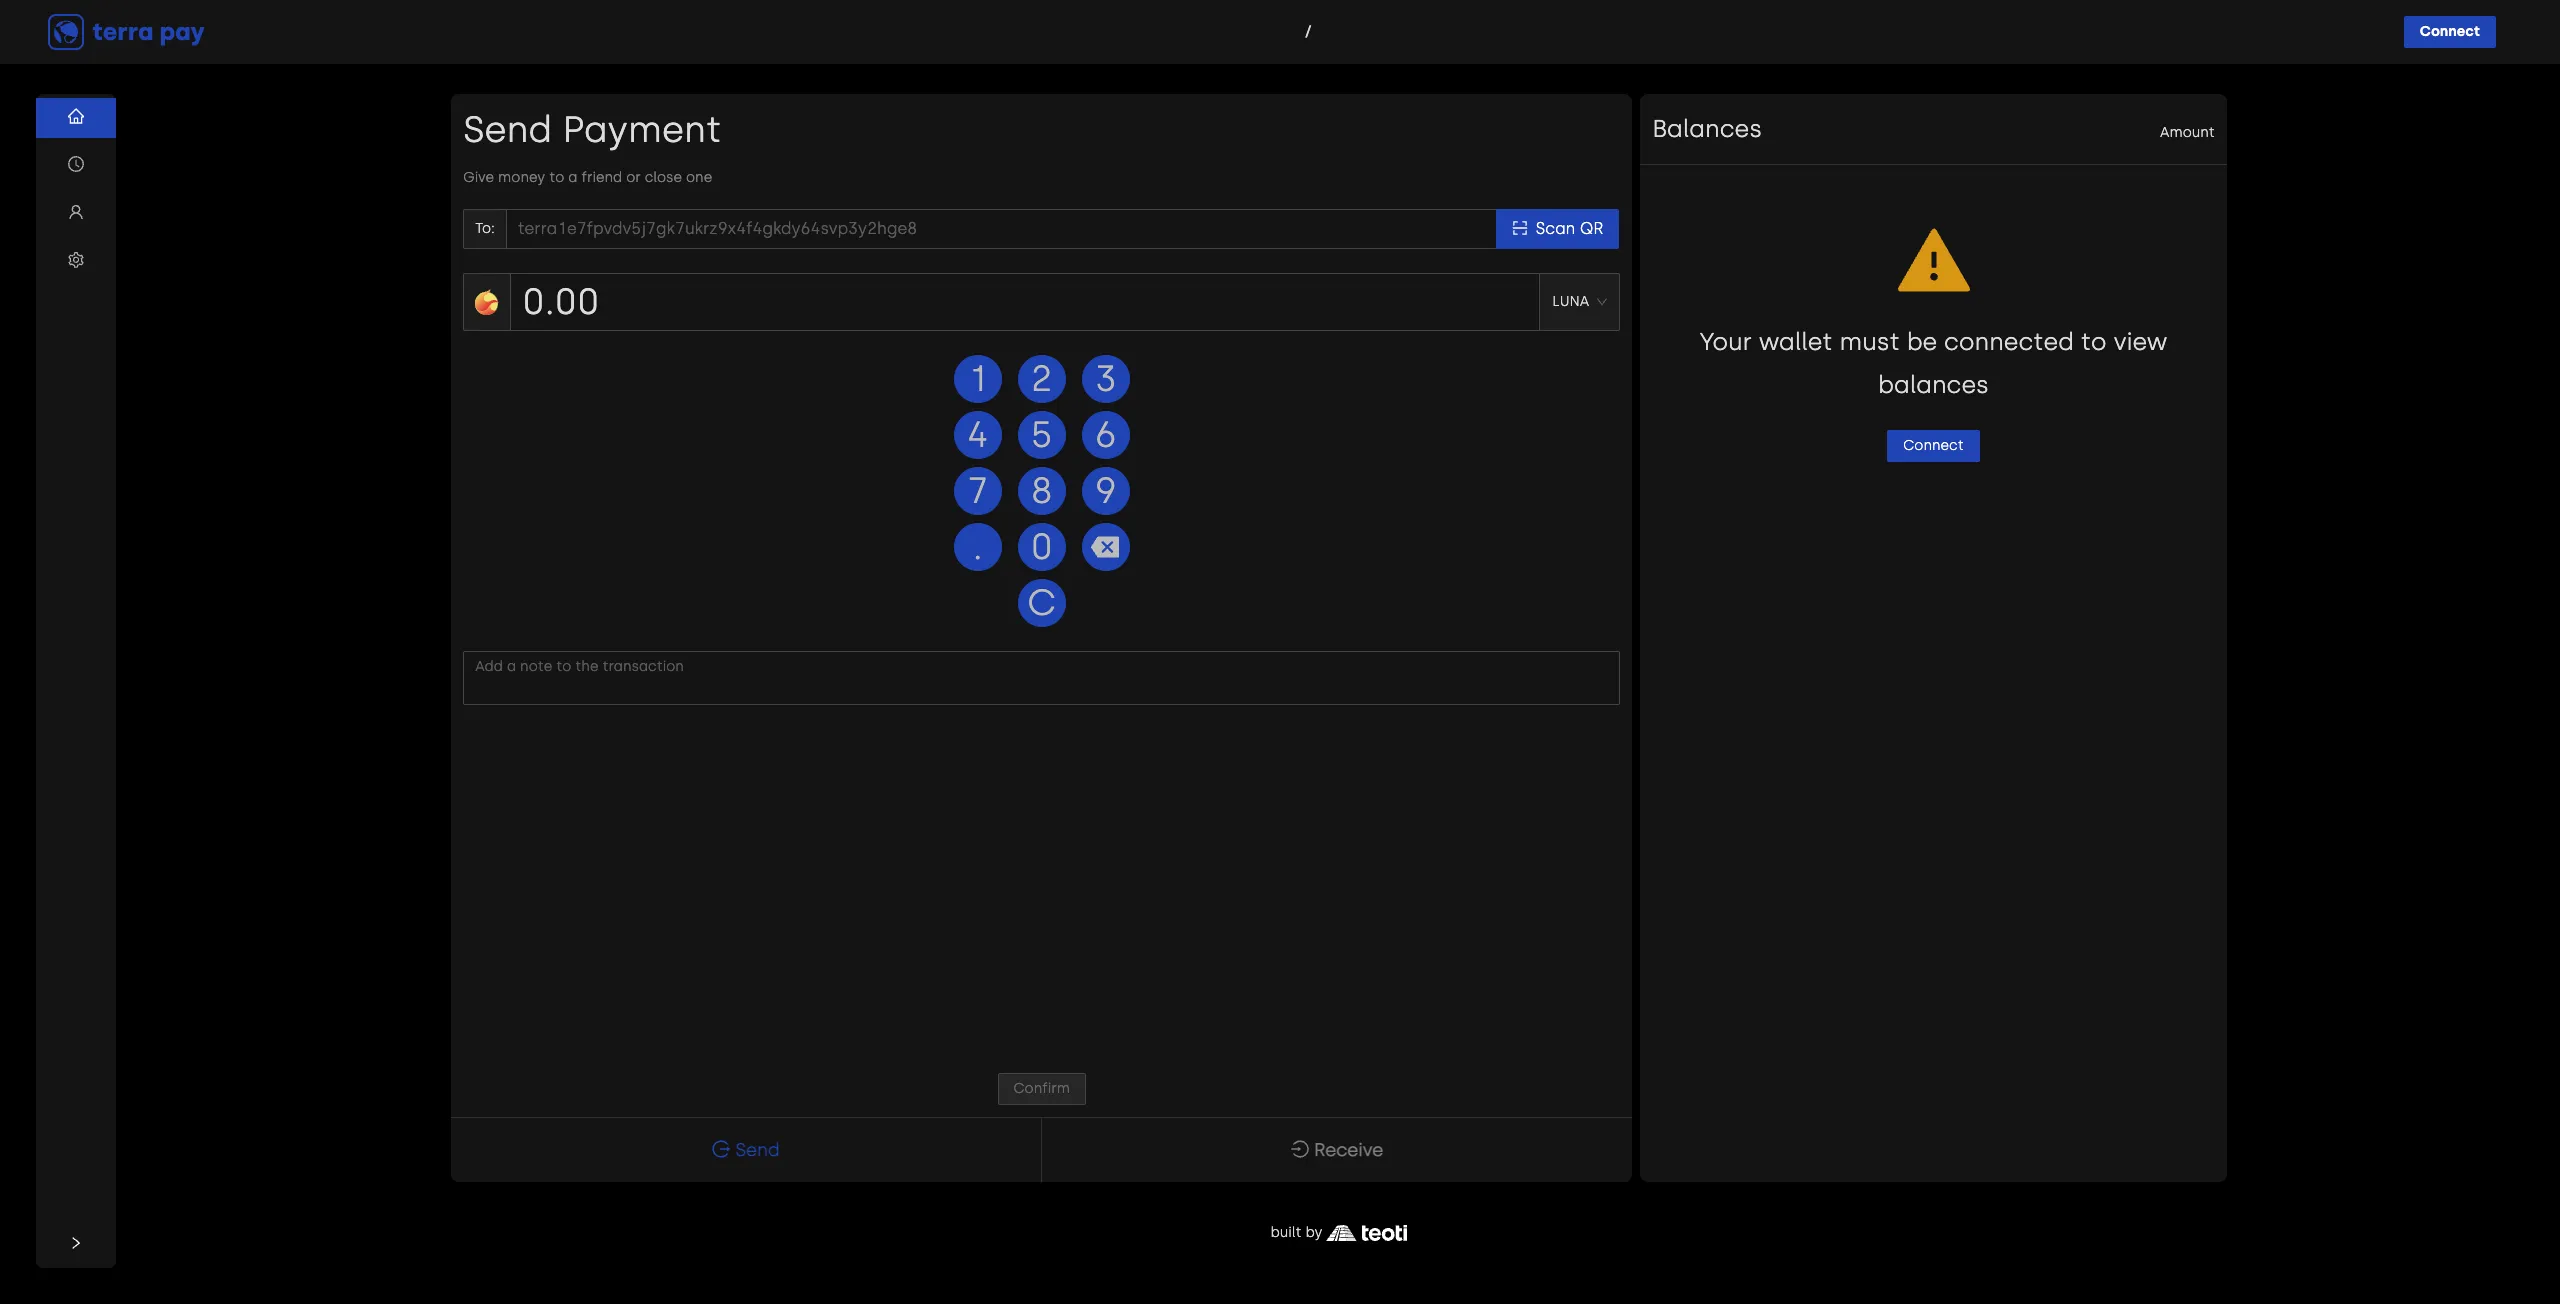 terra pay
/
Connect
Send Payment
Give money to a friend or close one
To:
terra1e7fpvdv5j7gk7ukrz9x4f4gkdy64svp3y2hge8
Scan QR
0.00
LUNA
1 2 3
4 5 6
7 8 9
. 0
C
Add a note to the transaction
Confirm
Send
Receive
Balances
Amount
Your wallet must be connected to view
balances
Connect
built by teoti